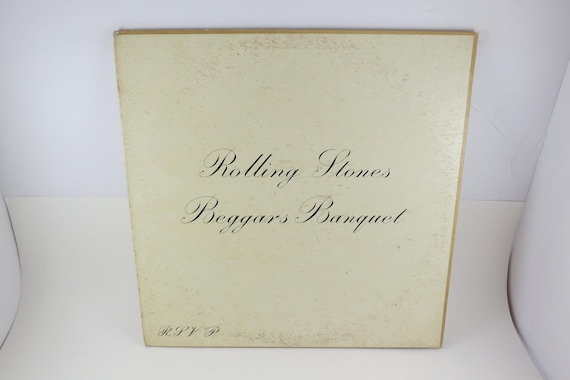 Rolling Stones
Beggars Banquet
R.S.V.P.